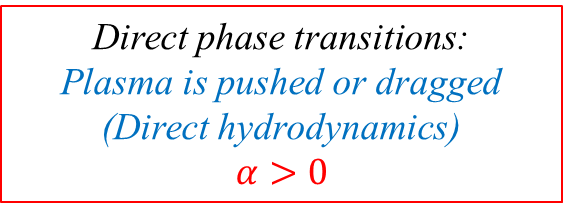 Direct phase transitions:
Plasma is pushed or dragged
(Direct hydrodynamics)
α > 0